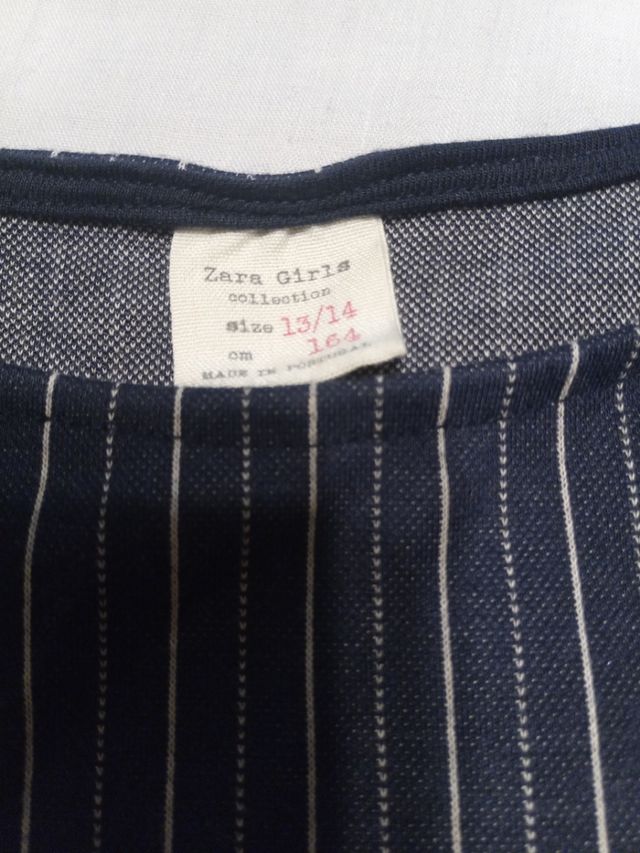 Zara Girls
collection
size 13/14
cm 164
MADE IN PORTUGAL